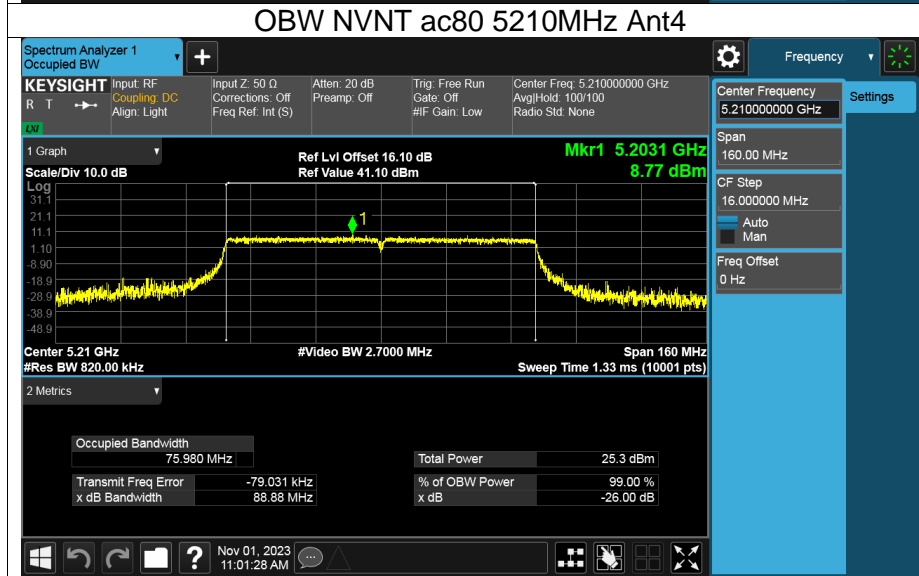 OBW NVNT ac80 5210MHz Ant4
Spectrum Analyzer 1
Occupied BW
+
Frequency
KEYSIGHT
R T
LXI
Input: RF
Coupling: DC
Align: Light
Input Z: 50 Ω
Corrections: Off
Freq Ref: Int (S)
Atten: 20 dB
Preamp: Off
Trig: Free Run
Gate: Off
#IF Gain: Low
Center Freq: 5.210000000 GHz
Avg|Hold: 100/100
Radio Std: None
Center Frequency
5.210000000 GHz
Settings
Span
160.00 MHz
CF Step
16.000000 MHz
Auto
Man
Freq Offset
0 Hz
1 Graph
Scale/Div 10.0 dB
Ref Lvl Offset 16.10 dB
Ref Value 41.10 dBm
Mkr1 5.2031 GHz
8.77 dBm
Log
31.1
21.1
11.1
1.10
-8.90
-18.9
-28.9
-38.9
-48.9
1
Center 5.21 GHz
#Video BW 2.7000 MHz
Span 160 MHz
#Res BW 820.00 kHz
Sweep Time 1.33 ms (10001 pts)
2 Metrics
Occupied Bandwidth
75.980 MHz
Total Power 25.3 dBm
Transmit Freq Error -79.031 kHz
% of OBW Power 99.00 %
x dB Bandwidth 88.88 MHz
x dB -26.00 dB
?
Nov 01, 2023
11:01:28 AM